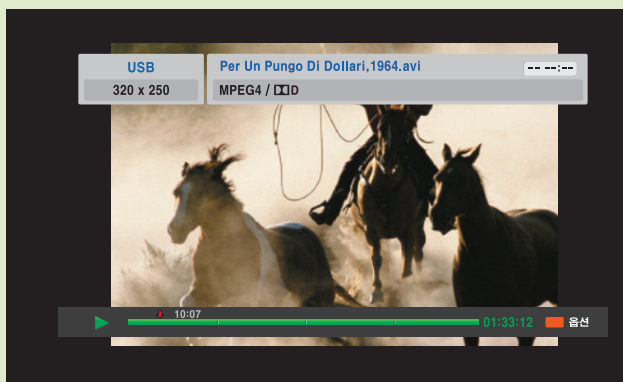 USB
320 x 250
Per Un Pungo Di Dollari,1964.avi
-- --:--
MPEG4 / DD D
10:07
01:33:12
옵션